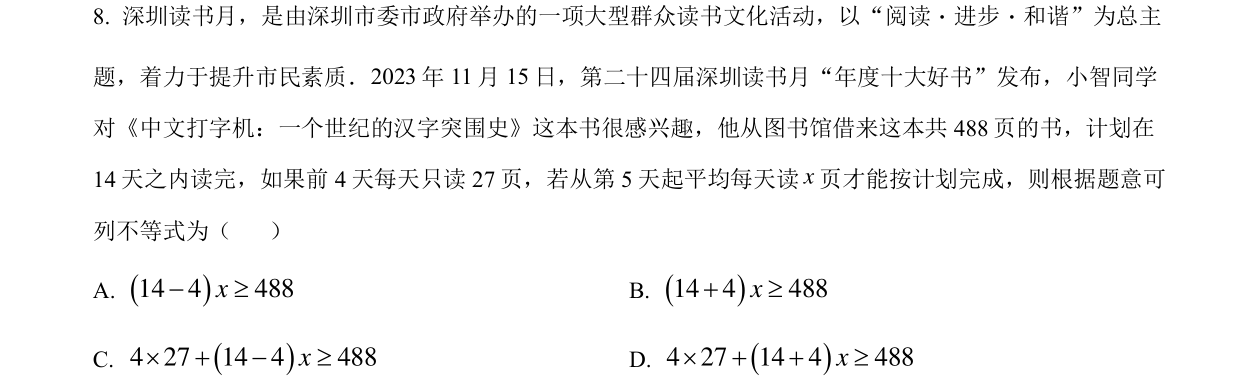 8. 深圳读书月，是由深圳市委市政府举办的一项大型群众读书文化活动，以“阅读·进步·和谐”为总主
题，着力于提升市民素质．2023 年 11 月 15 日，第二十四届深圳读书月“年度十大好书”发布，小智同学
对《中文打字机：一个世纪的汉字突围史》这本书很感兴趣，他从图书馆借来这本共 488 页的书，计划在
14 天之内读完，如果前 4 天每天只读 27 页，若从第 5 天起平均每天读 x 页才能按计划完成，则根据题意可
列不等式为（　　）
A. (14−4)x≥488　B. (14+4)x≥488
C. 4×27+(14−4)x≥488　D. 4×27+(14+4)x≥488